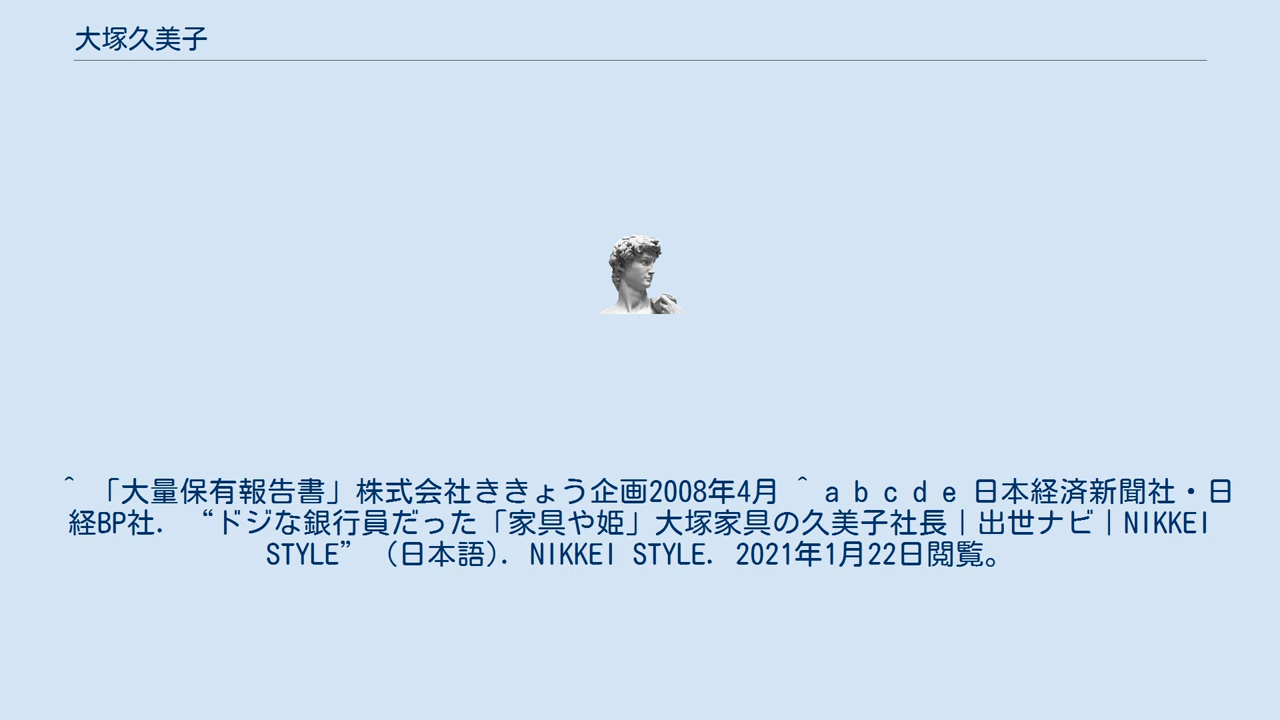 大塚久美子
^ 「大量保有報告書」株式会社ききょう企画2008年4月 ^ a b c d e 日本経済新聞社・日
経BP社. “ドジな銀行員だった「家具や姫」大塚家具の久美子社長｜出世ナビ｜NIKKEI
STYLE” (日本語). NIKKEI STYLE. 2021年1月22日閲覧。